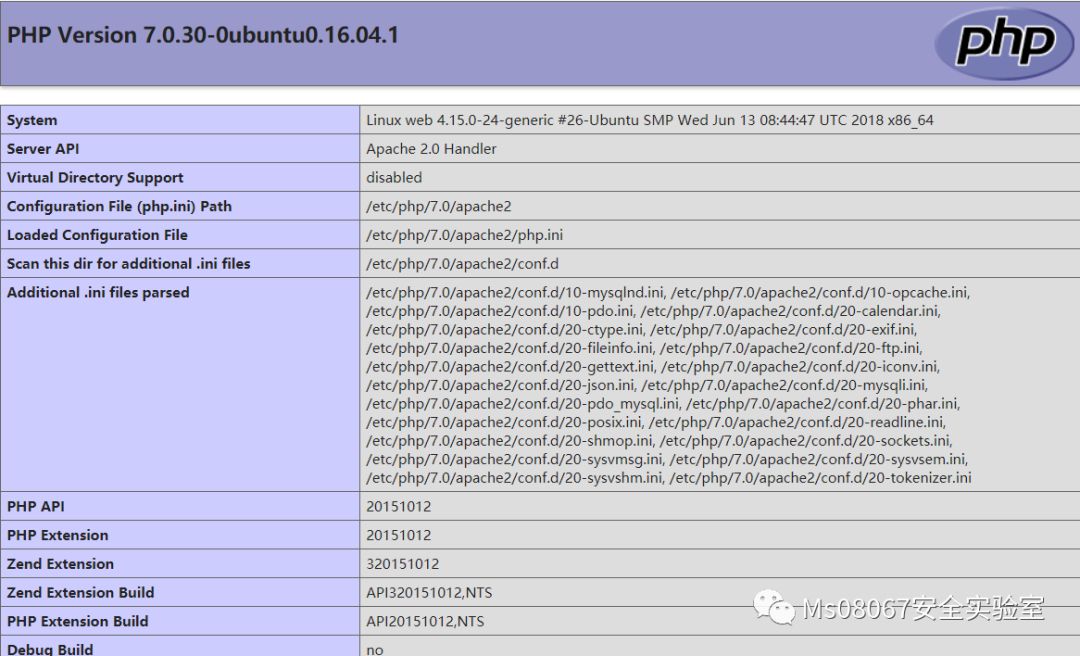 PHP Version 7.0.30-0ubuntu0.16.04.1
php
System Linux web 4.15.0-24-generic #26-Ubuntu SMP Wed Jun 13 08:44:47 UTC 2018 x86_64
Server API Apache 2.0 Handler
Virtual Directory Support disabled
Configuration File (php.ini) Path /etc/php/7.0/apache2
Loaded Configuration File /etc/php/7.0/apache2/php.ini
Scan this dir for additional .ini files /etc/php/7.0/apache2/conf.d
Additional .ini files parsed /etc/php/7.0/apache2/conf.d/10-mysqlnd.ini, /etc/php/7.0/apache2/conf.d/10-opcache.ini,
/etc/php/7.0/apache2/conf.d/10-pdo.ini, /etc/php/7.0/apache2/conf.d/20-calendar.ini,
/etc/php/7.0/apache2/conf.d/20-ctype.ini, /etc/php/7.0/apache2/conf.d/20-exif.ini,
/etc/php/7.0/apache2/conf.d/20-fileinfo.ini, /etc/php/7.0/apache2/conf.d/20-ftp.ini,
/etc/php/7.0/apache2/conf.d/20-gettext.ini, /etc/php/7.0/apache2/conf.d/20-iconv.ini,
/etc/php/7.0/apache2/conf.d/20-json.ini, /etc/php/7.0/apache2/conf.d/20-mysqli.ini,
/etc/php/7.0/apache2/conf.d/20-pdo_mysql.ini, /etc/php/7.0/apache2/conf.d/20-phar.ini,
/etc/php/7.0/apache2/conf.d/20-posix.ini, /etc/php/7.0/apache2/conf.d/20-readline.ini,
/etc/php/7.0/apache2/conf.d/20-shmop.ini, /etc/php/7.0/apache2/conf.d/20-sockets.ini,
/etc/php/7.0/apache2/conf.d/20-sysvmsg.ini, /etc/php/7.0/apache2/conf.d/20-sysvsem.ini,
/etc/php/7.0/apache2/conf.d/20-sysvshm.ini, /etc/php/7.0/apache2/conf.d/20-tokenizer.ini
PHP API 20151012
PHP Extension 20151012
Zend Extension 320151012
Zend Extension Build API320151012,NTS
PHP Extension Build API20151012,NTS
Ms08067安全实验室
Debug Build no